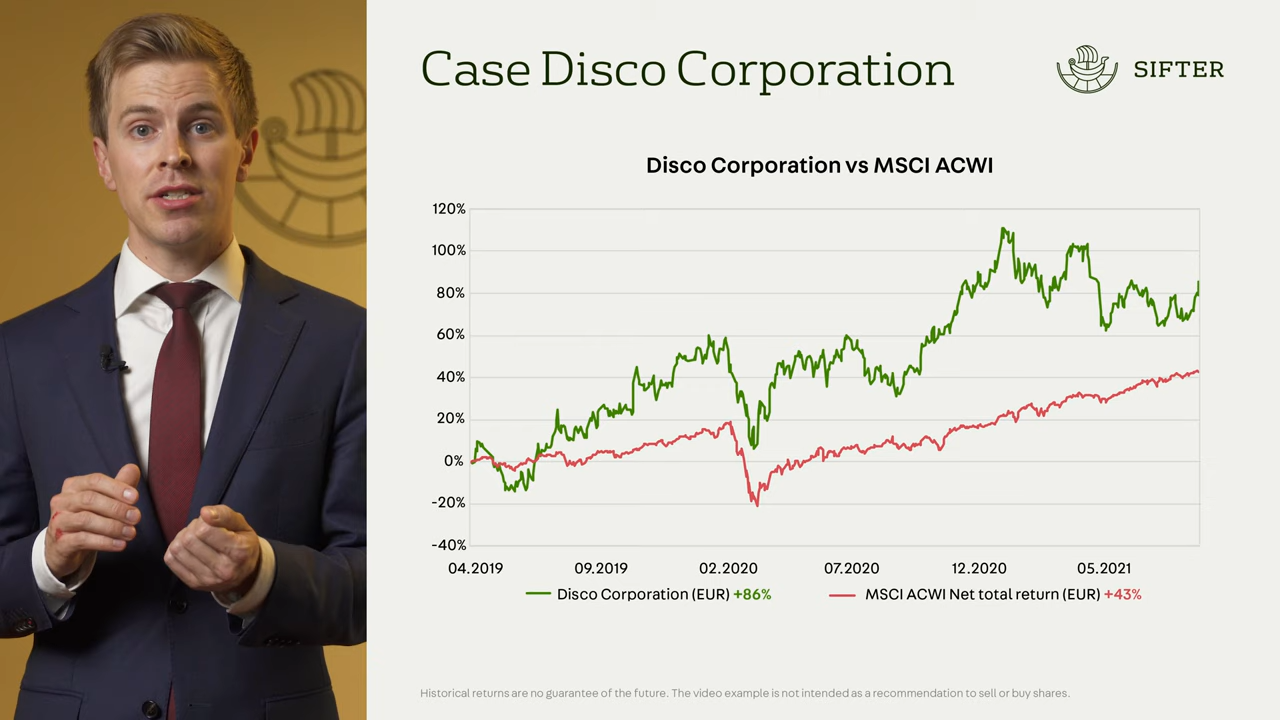 Case Disco Corporation
SIFTER
Disco Corporation vs MSCI ACWI
120%
100%
80%
60%
40%
20%
0%
-20%
-40%
04.2019 09.2019 02.2020 07.2020 12.2020 05.2021
Disco Corporation (EUR) +86% MSCI ACWI Net total return (EUR) +43%
Historical returns are no guarantee of the future. The video example is not intended as a recommendation to sell or buy shares.